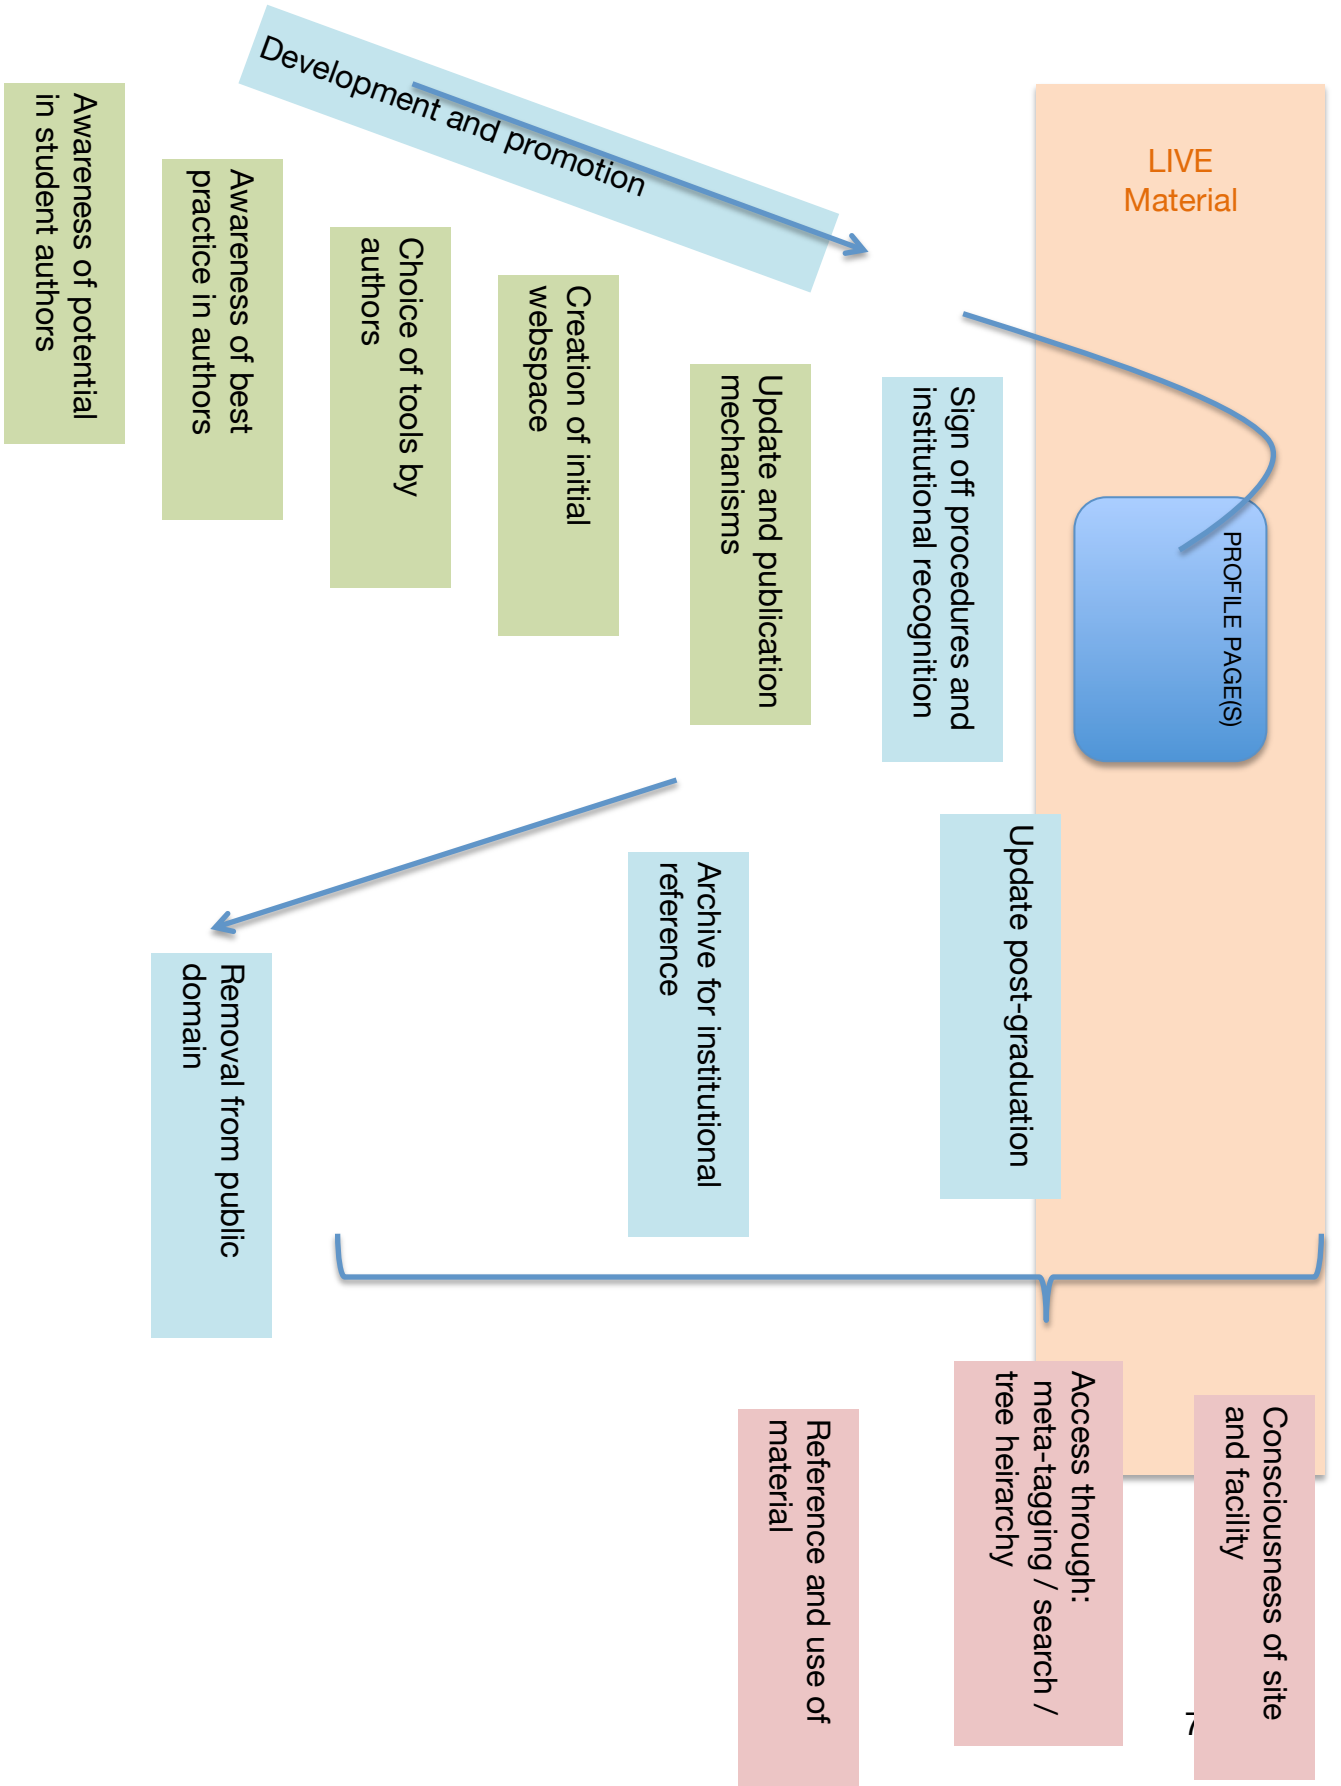 LIVE
Material
PROFILE PAGE(S)
Development and promotion
Awareness of potential
in student authors
Awareness of best
practice in authors
Choice of tools by
authors
Creation of initial
webspace
Update and publication
mechanisms
Sign off procedures and
institutional recognition
Update post-graduation
Archive for institutional
reference
Removal from public
domain
Consciousness of site
and facility
Access through:
meta-tagging / search /
tree heirarchy
Reference and use of
material
7